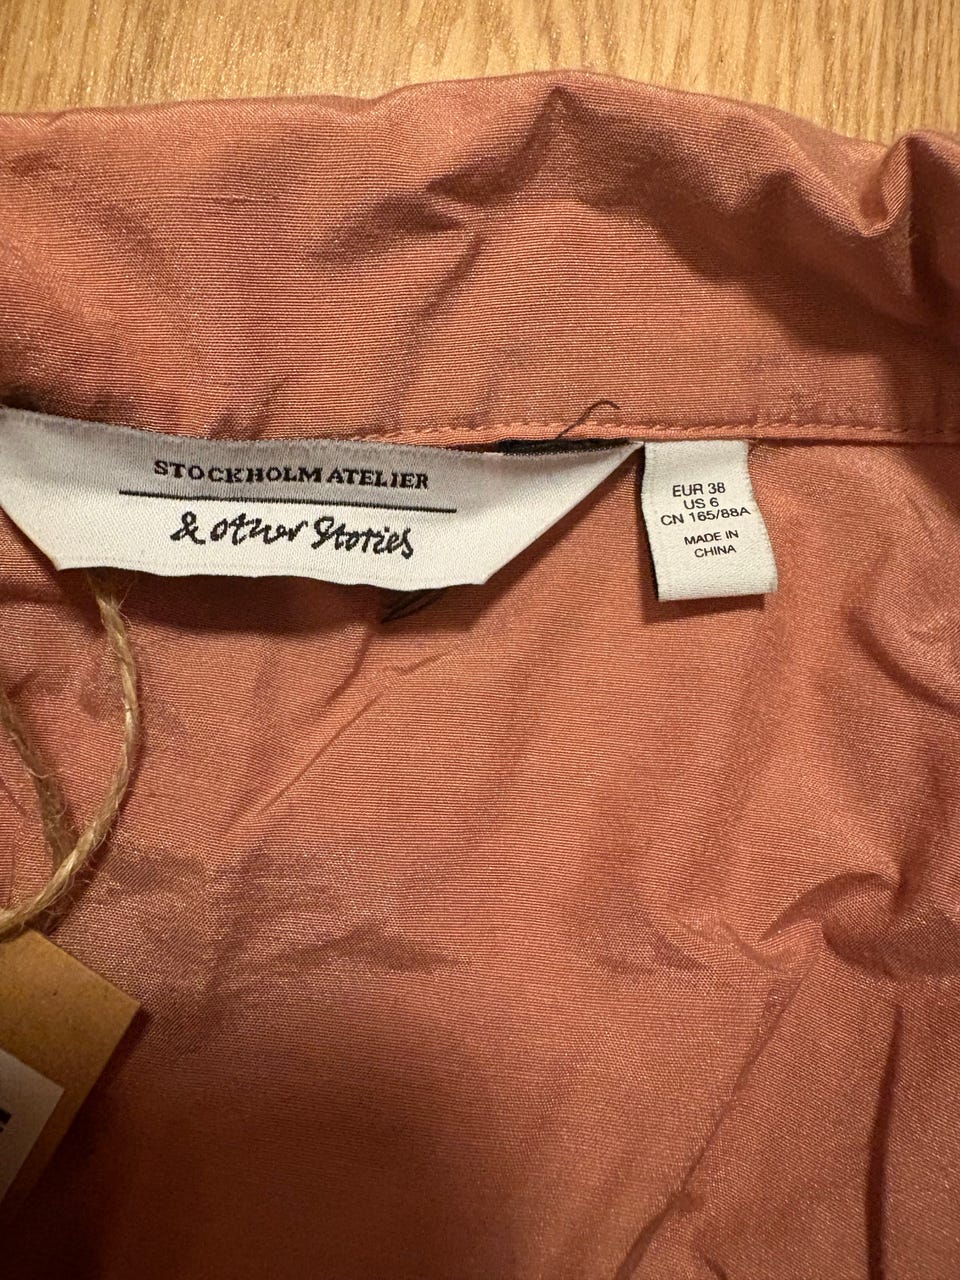 STOCKHOLM ATELIER
& other Stories
EUR 38
US 6
CN 165/88A
MADE IN
CHINA